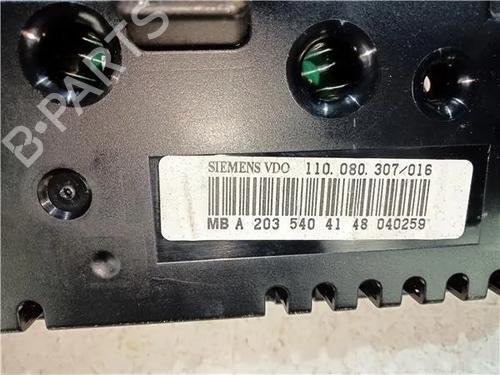 B-PARTS
SIEMENS VDO 110.080.307/016
MB A 203 540 41 48 040259